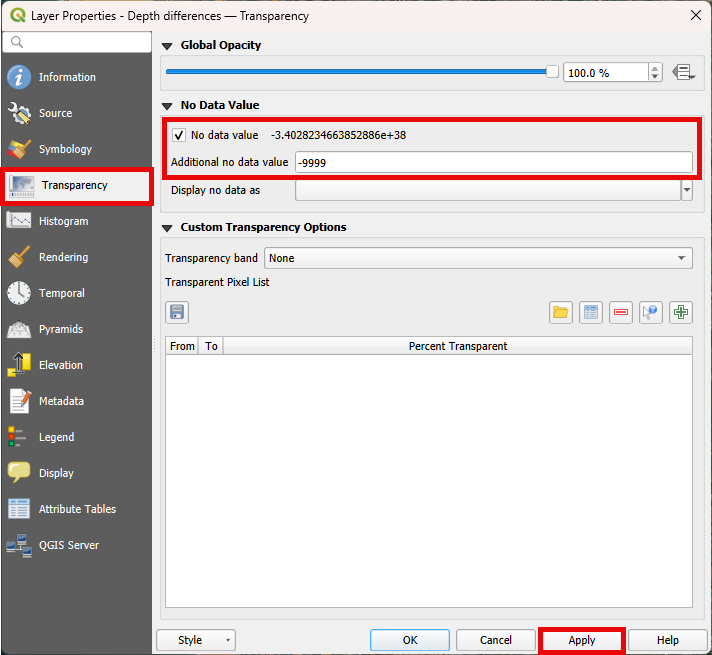 Layer Properties - Depth differences — Transparency
Information
Source
Symbology
Transparency
Histogram
Rendering
Temporal
Pyramids
Elevation
Metadata
Legend
Display
Attribute Tables
QGIS Server
Global Opacity
100.0 %
No Data Value
No data value -3.4028234663852886e+38
Additional no data value -9999
Display no data as
Custom Transparency Options
Transparency band None
Transparent Pixel List
From To Percent Transparent
Style OK Cancel Apply Help